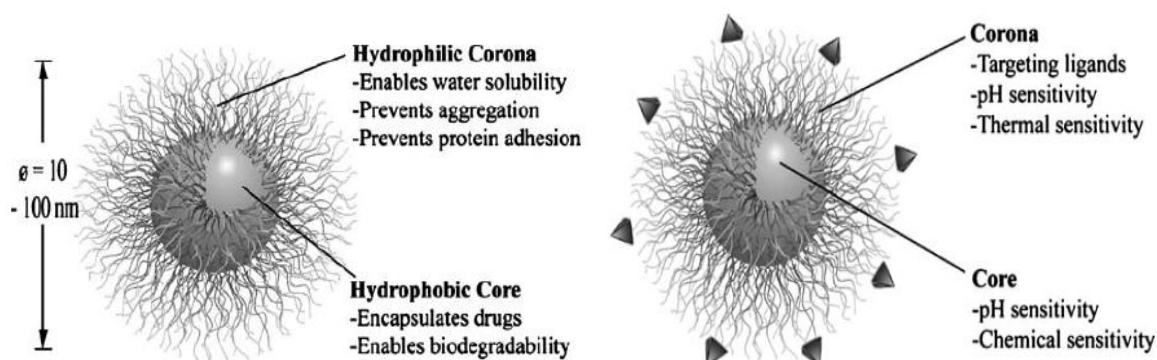 Hydrophilic Corona
-Enables water solubility
-Prevents aggregation
-Prevents protein adhesion
ø = 10
- 100 nm
Hydrophobic Core
-Encapsulates drugs
-Enables biodegradability
Corona
-Targeting ligands
-pH sensitivity
-Thermal sensitivity
Core
-pH sensitivity
-Chemical sensitivity